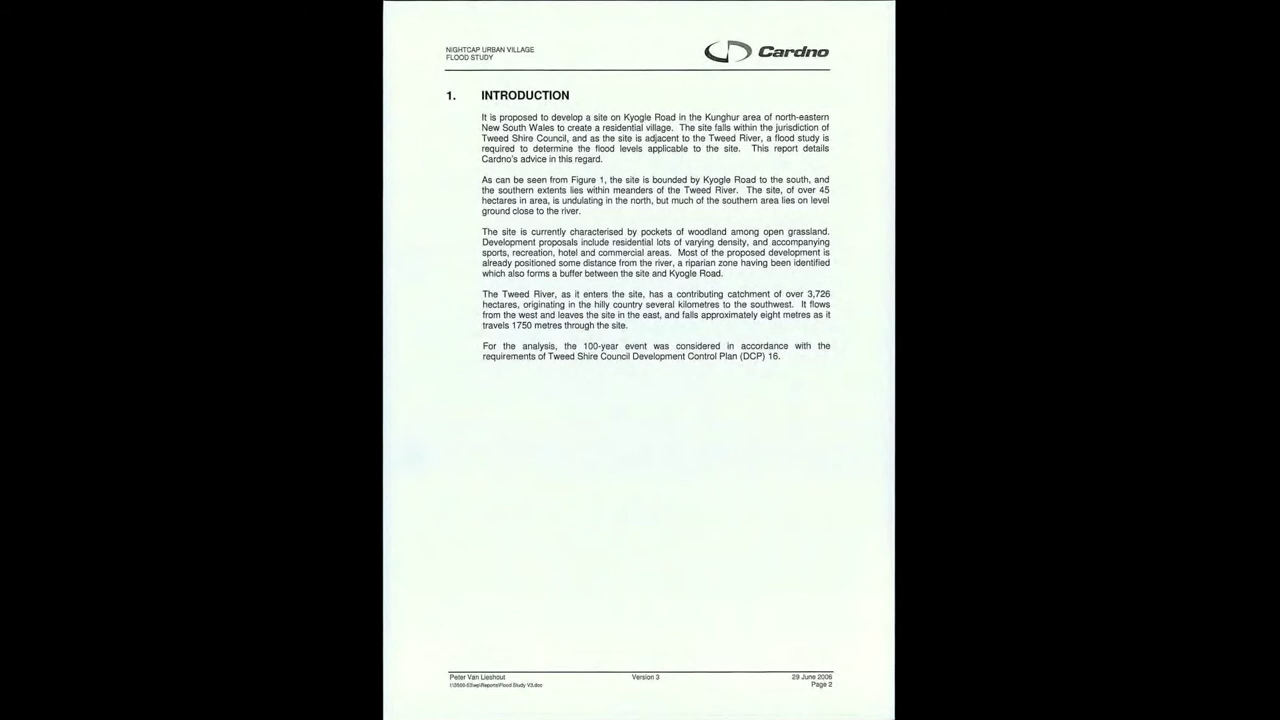 NIGHTCAP URBAN VILLAGE
FLOOD STUDY
Cardno
1. INTRODUCTION
It is proposed to develop a site on Kyogle Road in the Kunghur area of north-eastern
New South Wales to create a residential village. The site falls within the jurisdiction of
Tweed Shire Council, and as the site is adjacent to the Tweed River, a flood study is
required to determine the flood levels applicable to the site. This report details
Cardno's advice in this regard.
As can be seen from Figure 1, the site is bounded by Kyogle Road to the south, and
the southern extents lies within meanders of the Tweed River. The site, of over 45
hectares in area, is undulating in the north, but much of the southern area lies on level
ground close to the river.
The site is currently characterised by pockets of woodland among open grassland.
Development proposals include residential lots of varying density, and accompanying
sports, recreation, hotel and commercial areas. Most of the proposed development is
already positioned some distance from the river, a riparian zone having been identified
which also forms a buffer between the site and Kyogle Road.
The Tweed River, as it enters the site, has a contributing catchment of over 3,726
hectares, originating in the hilly country several kilometres to the southwest. It flows
from the west and leaves the site in the east, and falls approximately eight metres as it
travels 1750 metres through the site.
For the analysis, the 100-year event was considered in accordance with the
requirements of Tweed Shire Council Development Control Plan (DCP) 16.
Peter Van Lieshout Version 3 29 June 2006
Study V3.doc Page 2